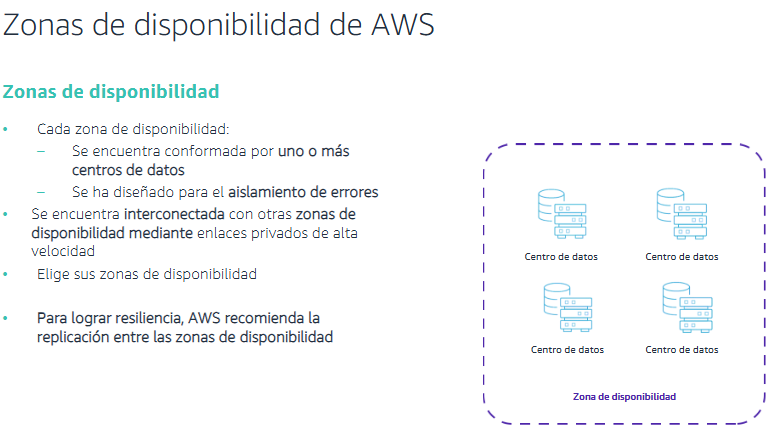 Zonas de disponibilidad de AWS
Zonas de disponibilidad
• Cada zona de disponibilidad:
– Se encuentra conformada por uno o más
centros de datos
– Se ha diseñado para el aislamiento de errores
• Se encuentra interconectada con otras zonas de
disponibilidad mediante enlaces privados de alta
velocidad
• Elige sus zonas de disponibilidad
• Para lograr resiliencia, AWS recomienda la
replicación entre las zonas de disponibilidad
Centro de datos
Centro de datos
Centro de datos
Centro de datos
Zona de disponibilidad